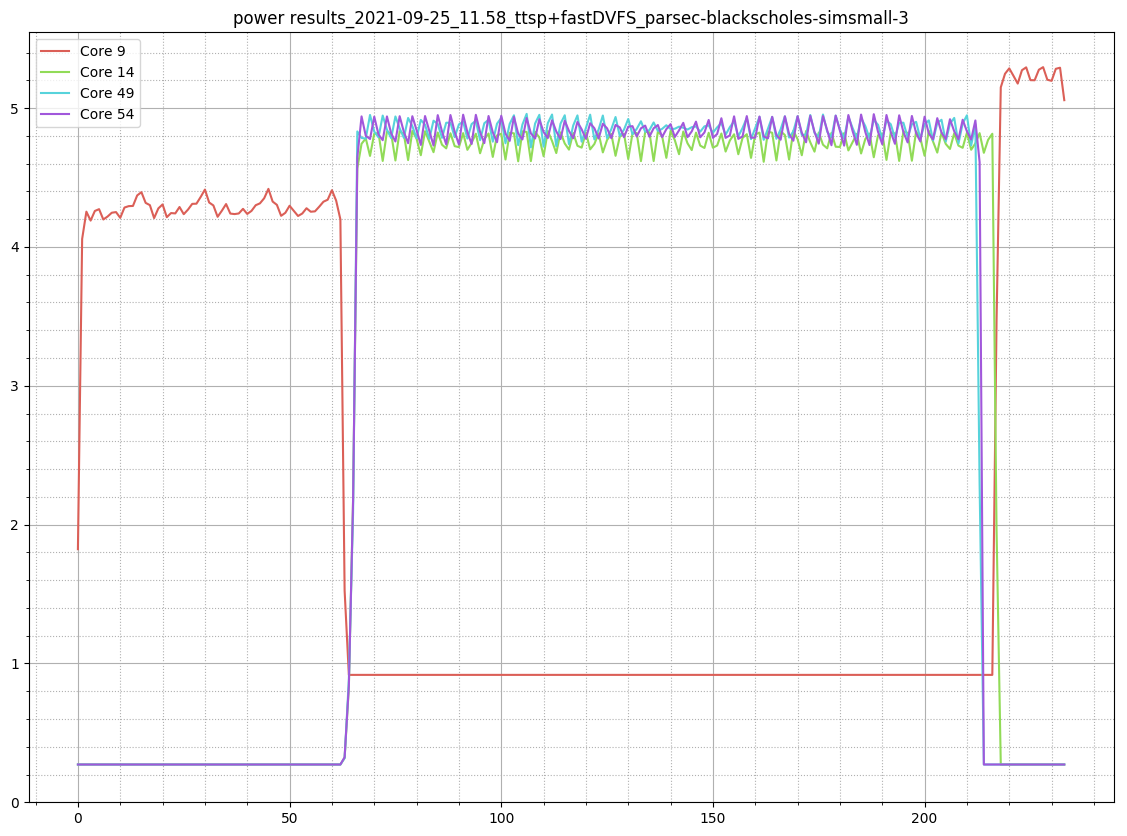 power results_2021-09-25_11.58_ttsp+fastDVFS_parsec-blackscholes-simsmall-3
Core 9
Core 14
Core 49
Core 54
5
4
3
2
1
0
0 50 100 150 200